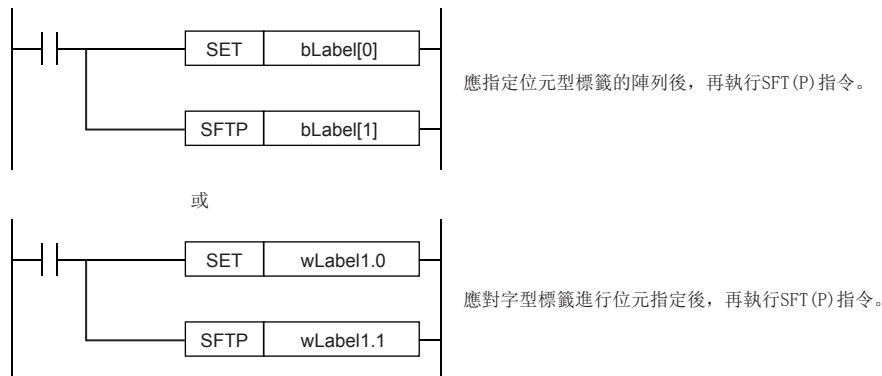 SET bLabel[0]
應指定位元型標籤的陣列後，再執行SFT(P)指令。
SFTP bLabel[1]
或
SET wLabel1.0
應對字型標籤進行位元指定後，再執行SFT(P)指令。
SFTP wLabel1.1